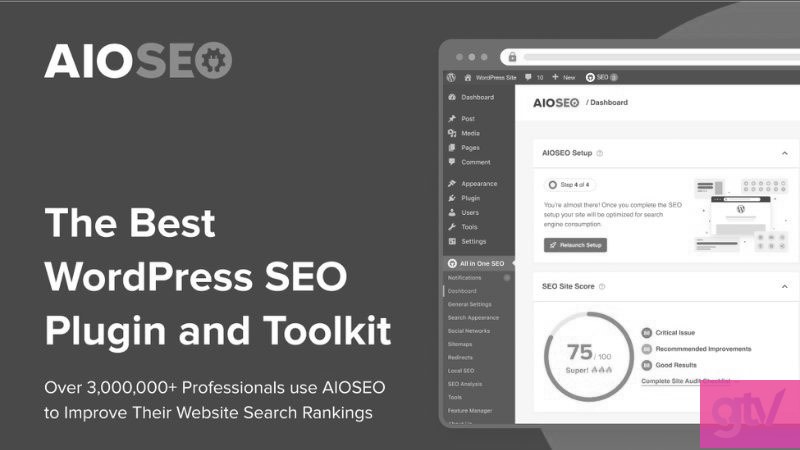 AIOSEO
The Best
WordPress SEO
Plugin and Toolkit
Over 3,000,000+ Professionals use AIOSEO
to Improve Their Website Search Rankings
WordPress Site 10 New SEO
Dashboard
Post
Media
Pages
Comment
Appearance
Plugin
Users
Tools
Settings
All in One SEO
Notifications
Dashboard
General Settings
Search Appearance
Social Networks
Sitemaps
Redirects
Local SEO
SEO Analysis
Tools
Feature Manager
AIOSEO / Dashboard
AIOSEO Setup
Step 4 of 4
You're almost there! Once you complete the SEO
setup your site will be optimized for search
engine consumption.
Relaunch Setup
SEO Site Score
75 / 100
Super!
Critical Issue
Recommmended Improvements
Good Results
Complete Site Audit Checklist
gtv